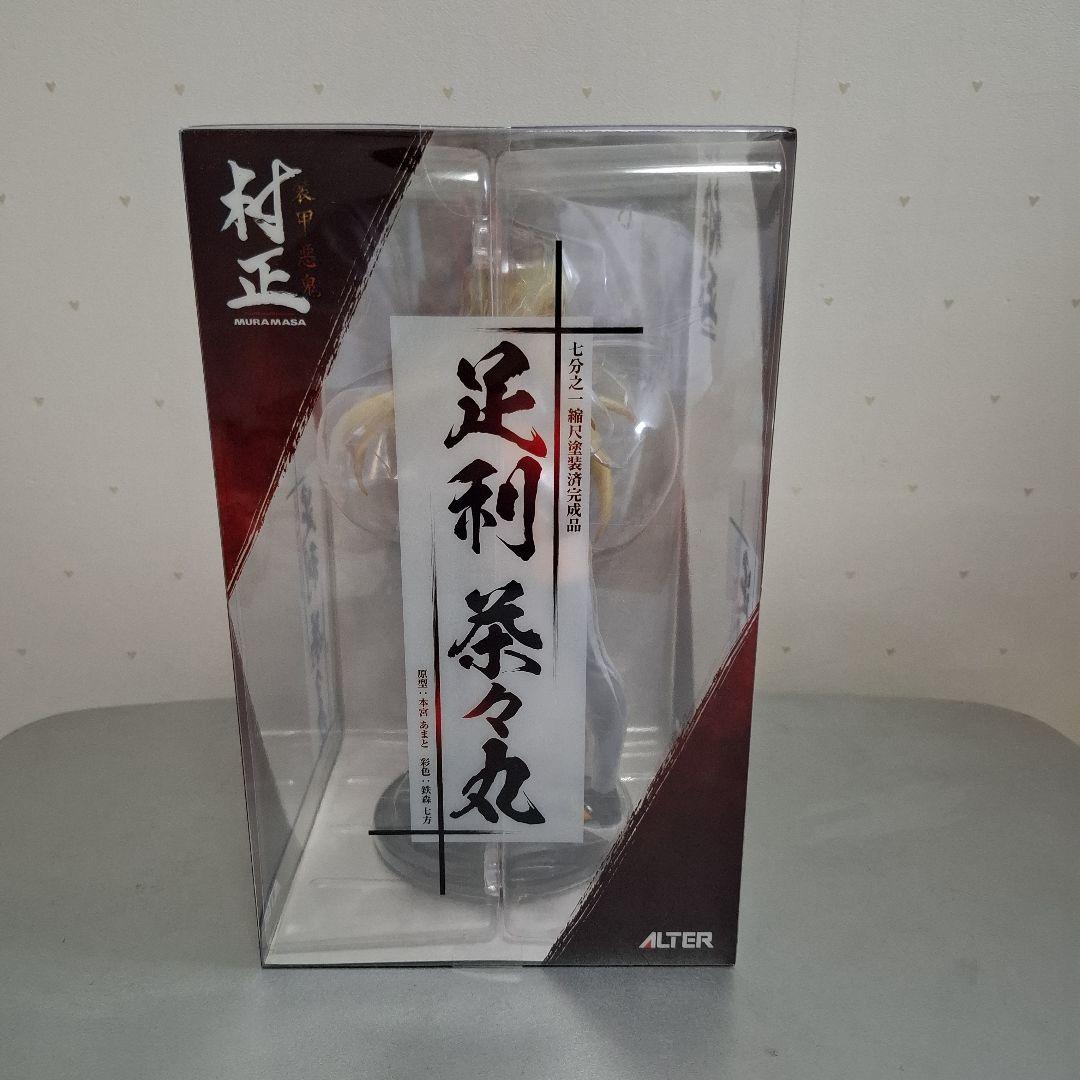 装甲悪鬼
村正
MURAMASA
七分之一 縮尺塗装済完成品
足利 茶々丸
原型：本宮 あまと 彩色：鉄森 七方
ALTER